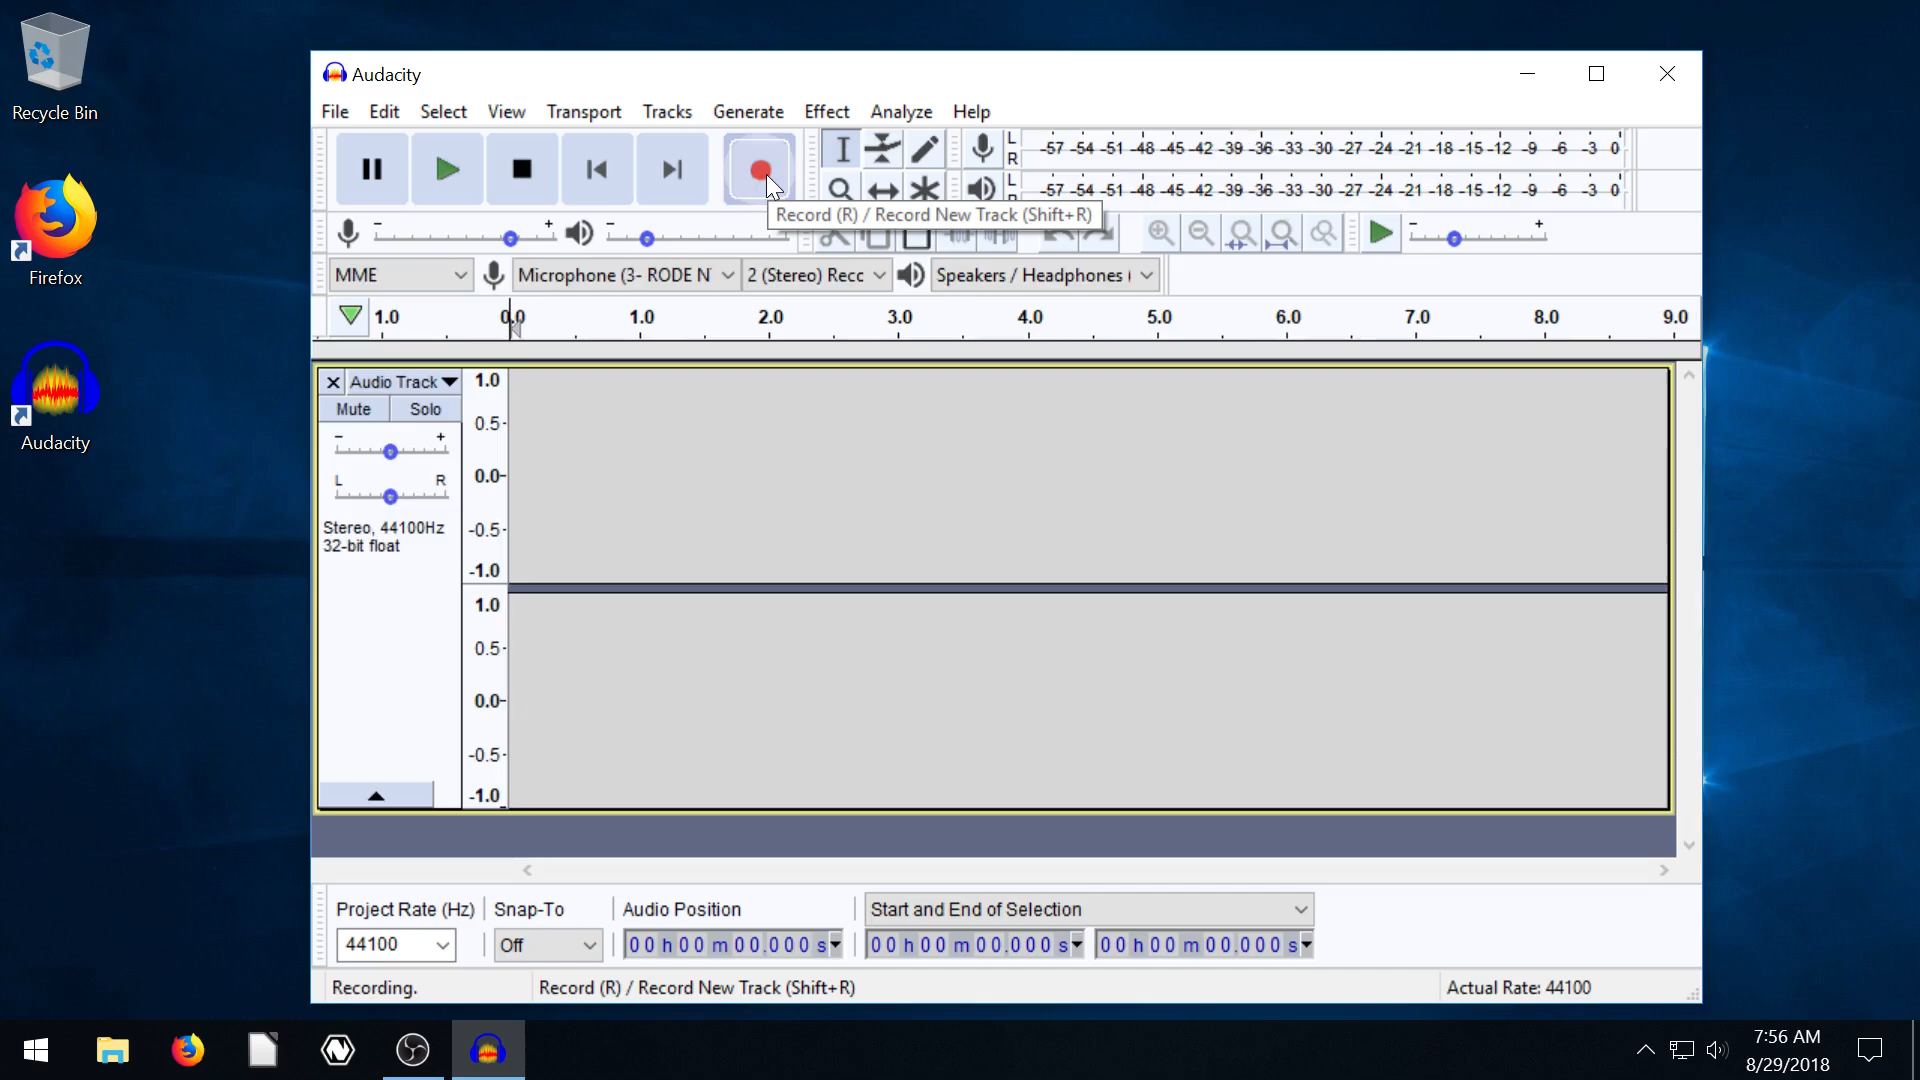 Recycle Bin
Firefox
Audacity
Audacity
File Edit Select View Transport Tracks Generate Effect Analyze Help
L
R
-57 -54 -51 -48 -45 -42 -39 -36 -33 -30 -27 -24 -21 -18 -15 -12 -9 -6 -3 0
L
-57 -54 -51 -48 -45 -42 -39 -36 -33 -30 -27 -24 -21 -18 -15 -12 -9 -6 -3 0
Record (R) / Record New Track (Shift+R)
- + - + - +
MME Microphone (3- RODE N 2 (Stereo) Recc Speakers / Headphones
1.0 0.0 1.0 2.0 3.0 4.0 5.0 6.0 7.0 8.0 9.0
Audio Track
Mute Solo
- +
L R
Stereo, 44100Hz
32-bit float
1.0
0.5
0.0
-0.5
-1.0
1.0
0.5
0.0
-0.5
-1.0
Project Rate (Hz) Snap-To Audio Position Start and End of Selection
44100 Off 00 h 00 m 00.000 s 00 h 00 m 00.000 s 00 h 00 m 00.000 s
Recording. Record (R) / Record New Track (Shift+R) Actual Rate: 44100
7:56 AM
8/29/2018